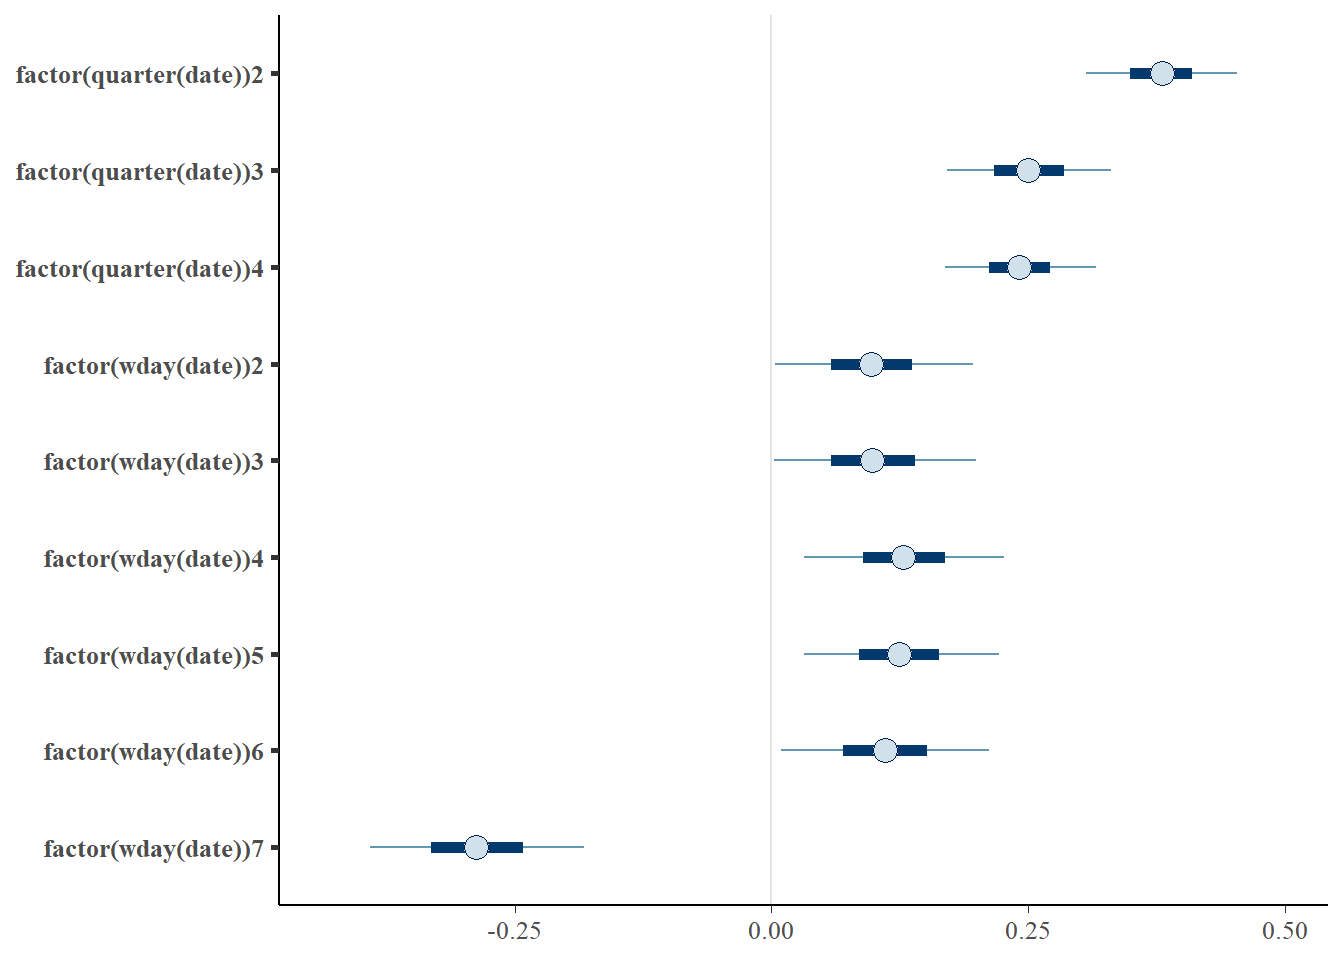 factor(quarter(date))2
factor(quarter(date))3
factor(quarter(date))4
factor(wday(date))2
factor(wday(date))3
factor(wday(date))4
factor(wday(date))5
factor(wday(date))6
factor(wday(date))7
-0.25 0.00 0.25 0.50